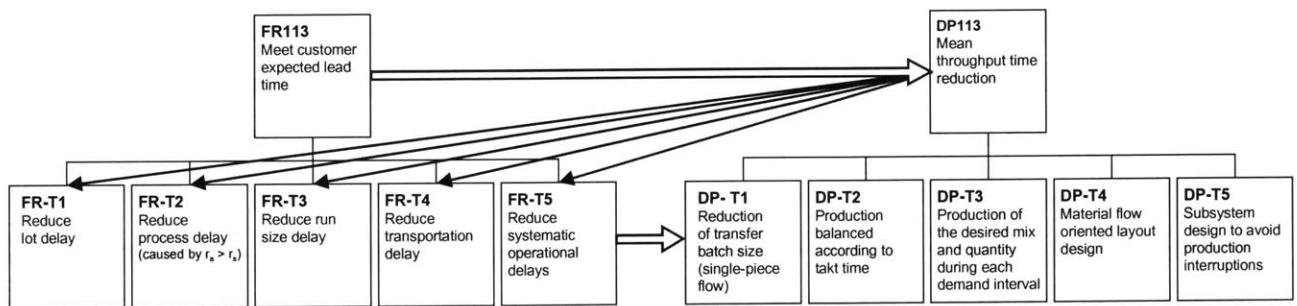 FR113
Meet customer
expected lead
time
DP113
Mean
throughput time
reduction
FR-T1
Reduce
lot delay
FR-T2
Reduce
process delay
(caused by rₐ > rₛ)
FR-T3
Reduce run
size delay
FR-T4
Reduce
transportation
delay
FR-T5
Reduce
systematic
operational
delays
DP- T1
Reduction
of transfer
batch size
(single-piece
flow)
DP-T2
Production
balanced
according to
takt time
DP-T3
Production of
the desired mix
and quantity
during each
demand interval
DP-T4
Material flow
oriented layout
design
DP-T5
Subsystem
design to avoid
production
interruptions